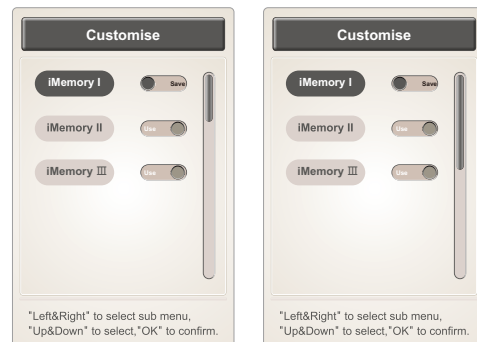 Customise
iMemory I
Save
iMemory II
Use
iMemory III
Use
"Left&Right" to select sub menu,
"Up&Down" to select,"OK" to confirm.
Customise
iMemory I
Save
iMemory II
Use
iMemory III
Use
"Left&Right" to select sub menu,
"Up&Down" to select,"OK" to confirm.